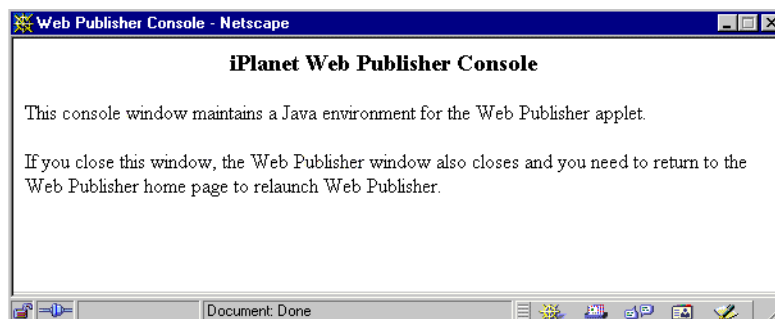 Web Publisher Console - Netscape
iPlanet Web Publisher Console
This console window maintains a Java environment for the Web Publisher applet.
If you close this window, the Web Publisher window also closes and you need to return to the
Web Publisher home page to relaunch Web Publisher.
Document: Done